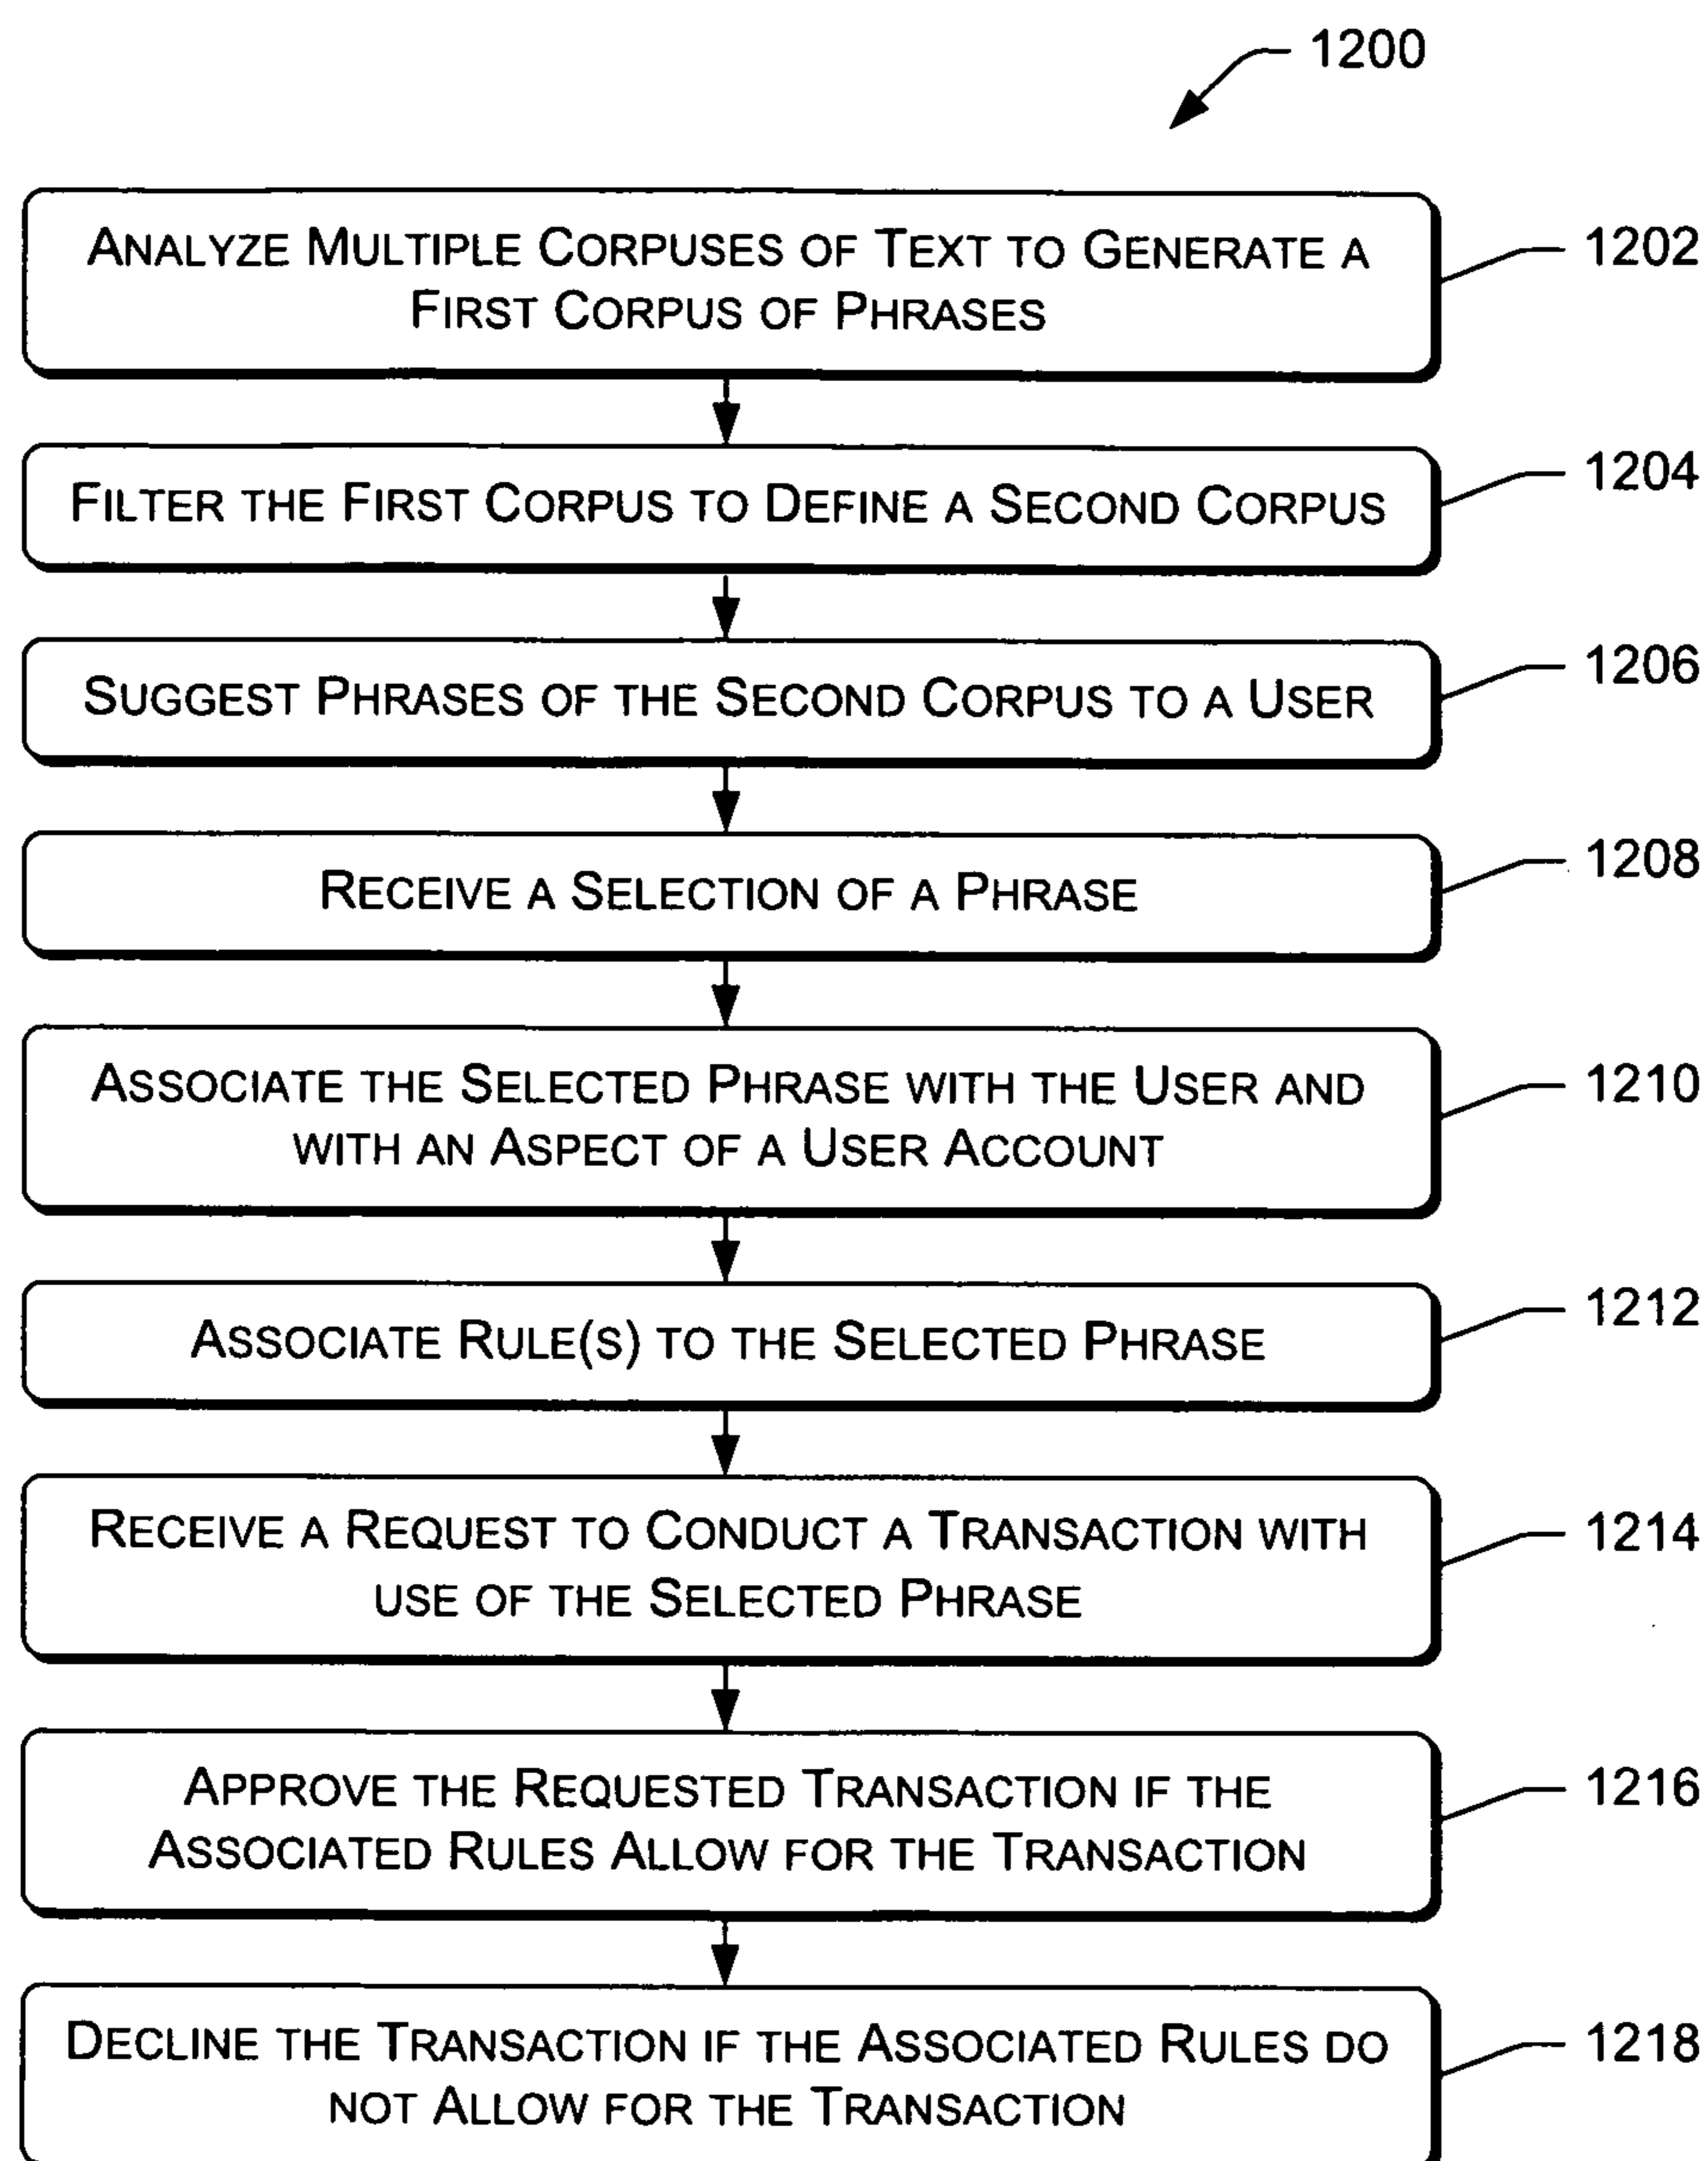 1200
ANALYZE MULTIPLE CORPUSES OF TEXT TO GENERATE A
FIRST CORPUS OF PHRASES
1202
FILTER THE FIRST CORPUS TO DEFINE A SECOND CORPUS
1204
SUGGEST PHRASES OF THE SECOND CORPUS TO A USER
1206
RECEIVE A SELECTION OF A PHRASE
1208
ASSOCIATE THE SELECTED PHRASE WITH THE USER AND
WITH AN ASPECT OF A USER ACCOUNT
1210
ASSOCIATE RULE(S) TO THE SELECTED PHRASE
1212
RECEIVE A REQUEST TO CONDUCT A TRANSACTION WITH
USE OF THE SELECTED PHRASE
1214
APPROVE THE REQUESTED TRANSACTION IF THE
ASSOCIATED RULES ALLOW FOR THE TRANSACTION
1216
DECLINE THE TRANSACTION IF THE ASSOCIATED RULES DO
NOT ALLOW FOR THE TRANSACTION
1218